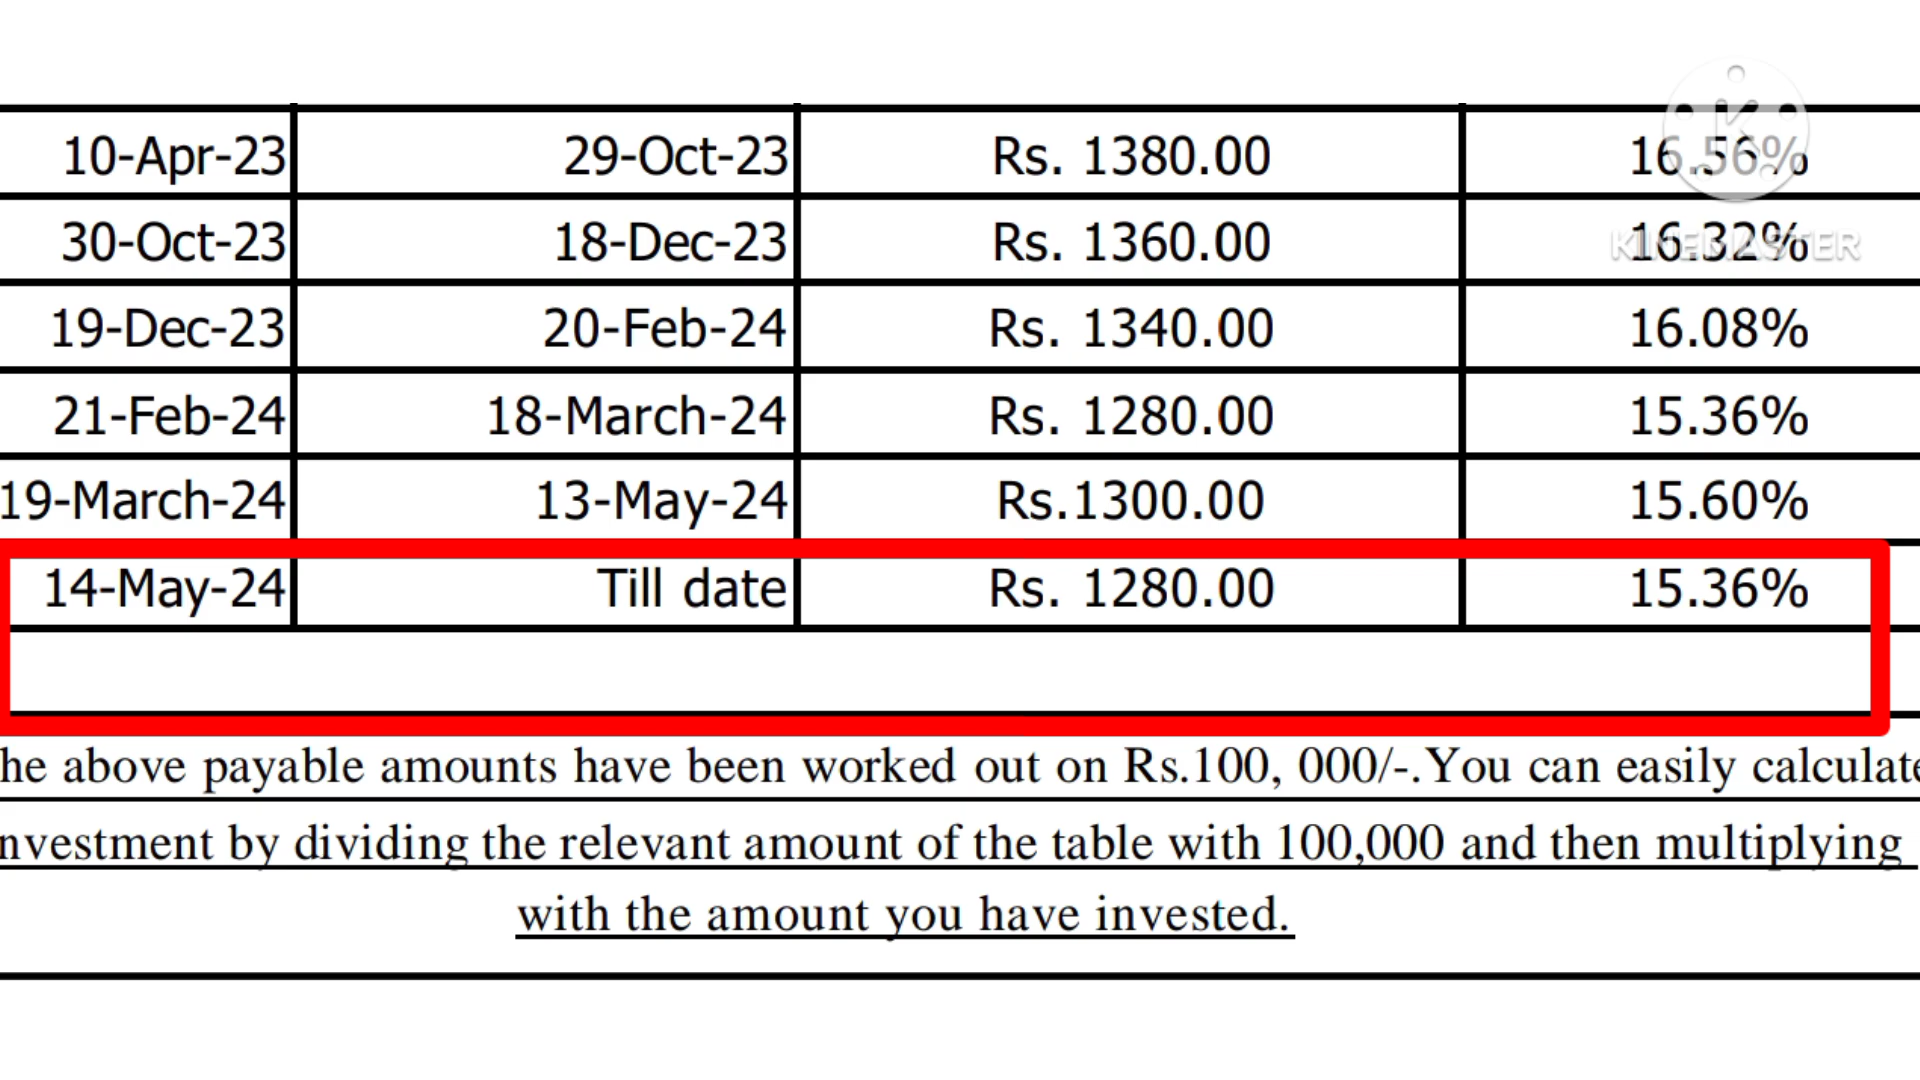 10-Apr-23 29-Oct-23 Rs. 1380.00 16.56%
30-Oct-23 18-Dec-23 Rs. 1360.00 16.32%
KINEMASTER
19-Dec-23 20-Feb-24 Rs. 1340.00 16.08%
21-Feb-24 18-March-24 Rs. 1280.00 15.36%
19-March-24 13-May-24 Rs.1300.00 15.60%
14-May-24 Till date Rs. 1280.00 15.36%
he above payable amounts have been worked out on Rs.100, 000/-.You can easily calculate
nvestment by dividing the relevant amount of the table with 100,000 and then multiplying
with the amount you have invested.